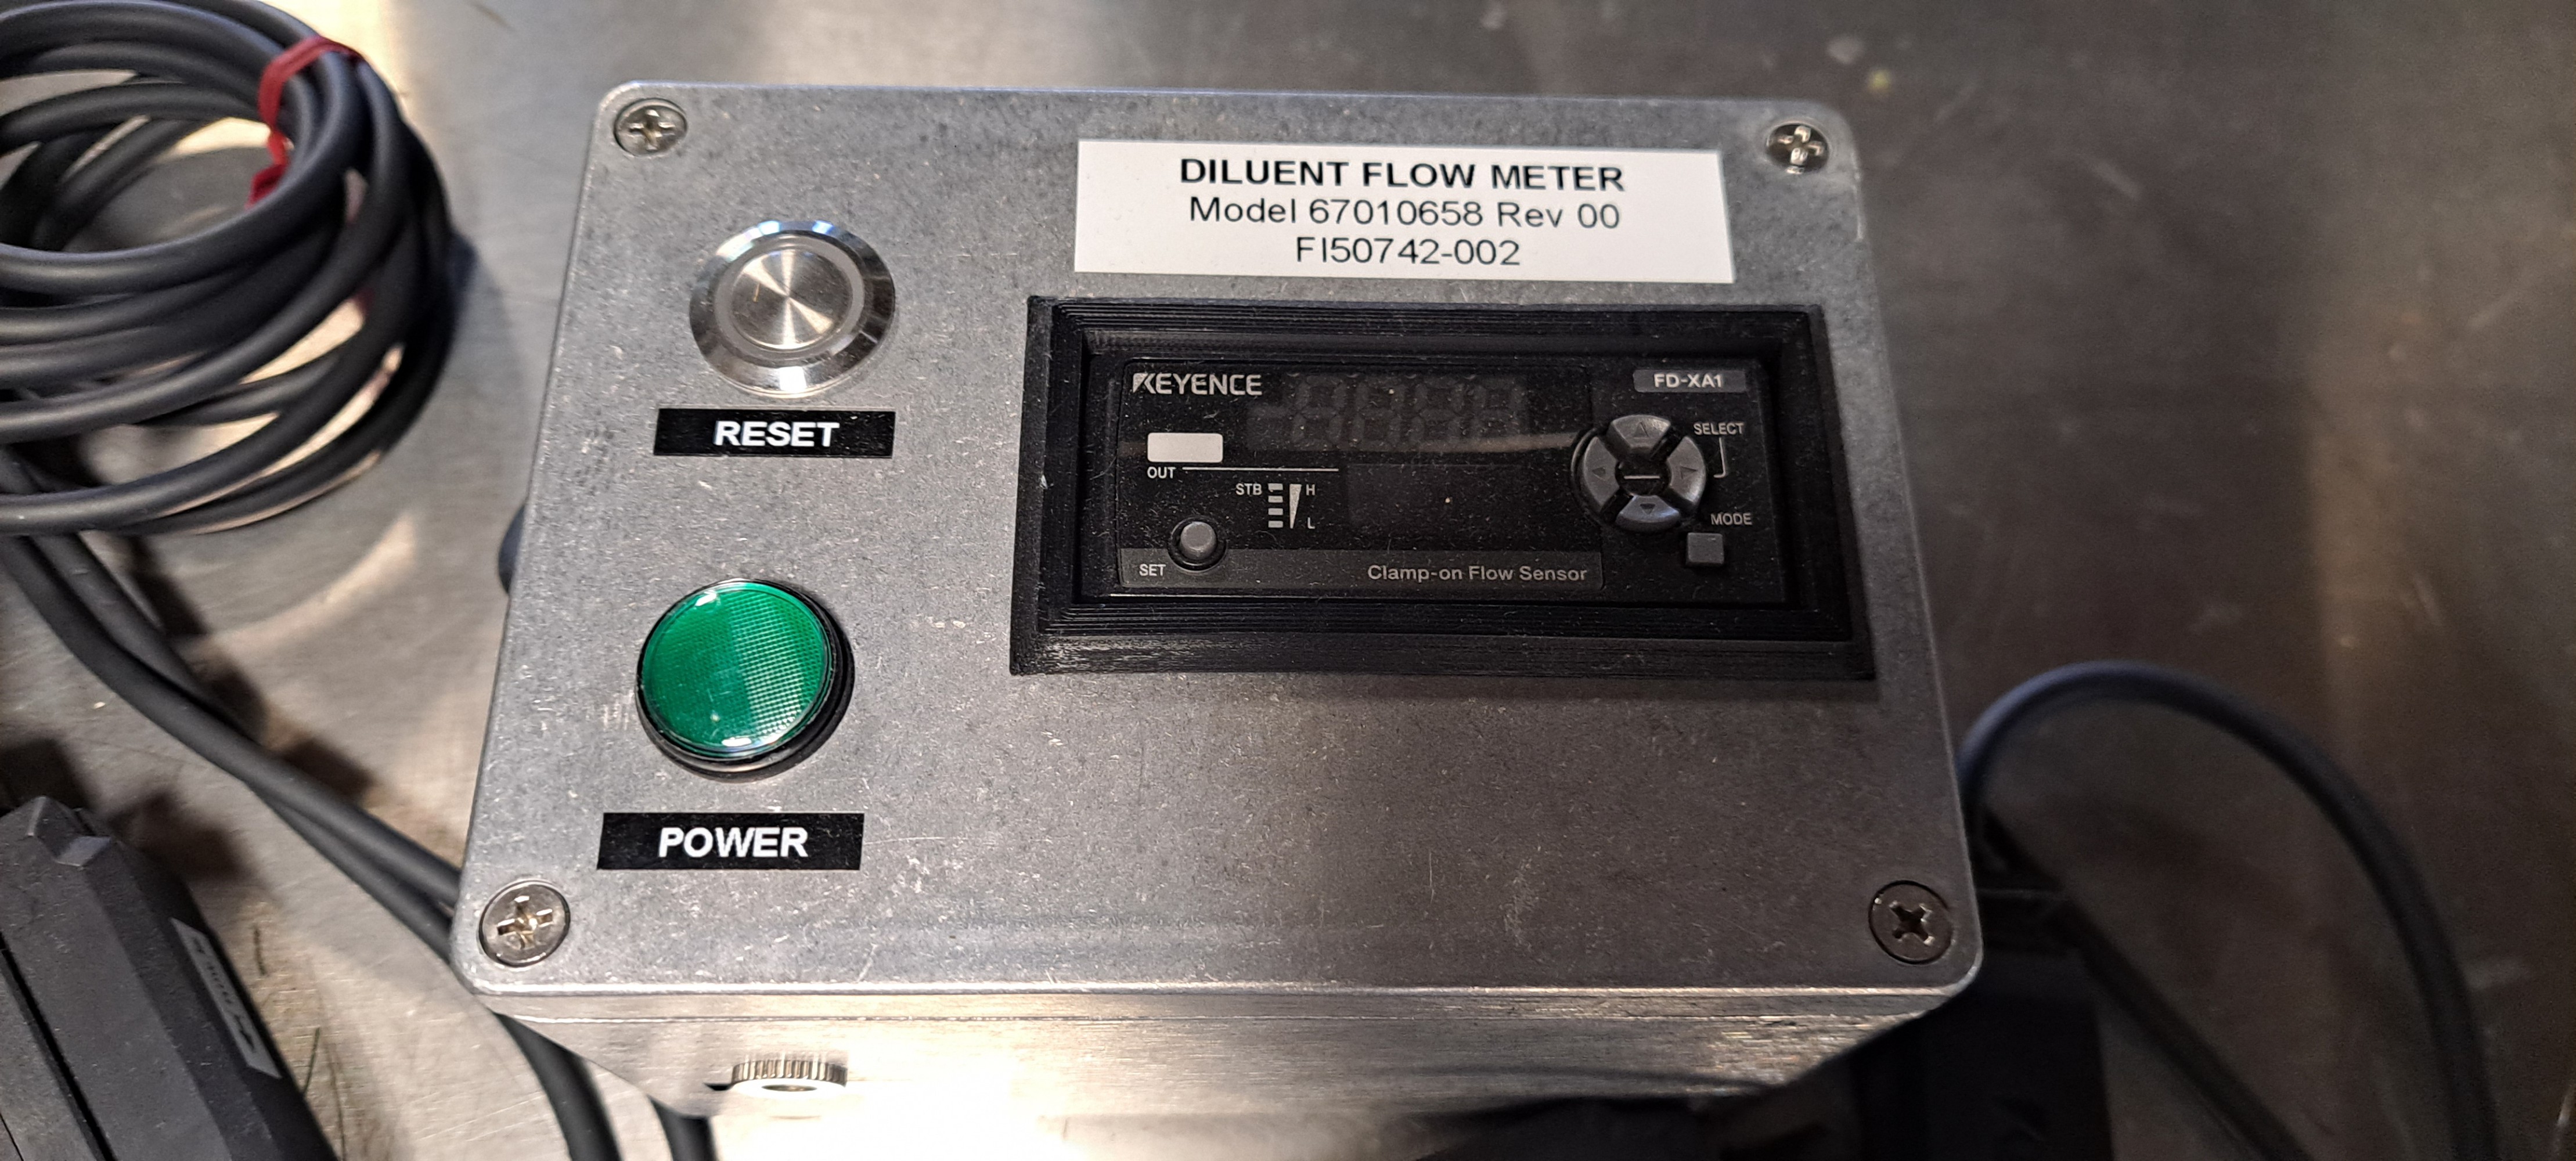 DILUENT FLOW METER
Model 67010658 Rev 00
FI50742-002
RESET
KEYENCE
FD-XA1
SELECT
OUT
STB H
L
MODE
SET
Clamp-on Flow Sensor
POWER